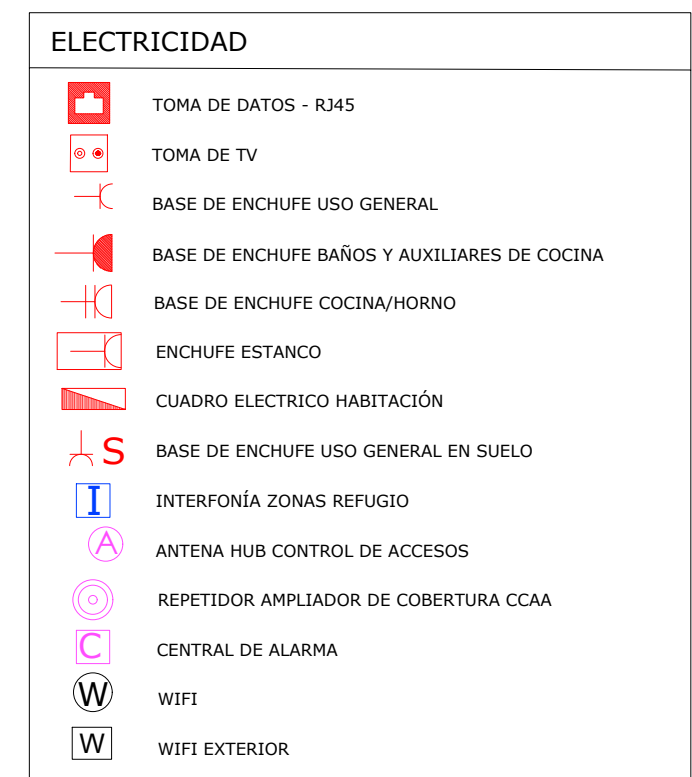 ELECTRICIDAD
TOMA DE DATOS - RJ45
TOMA DE TV
BASE DE ENCHUFE USO GENERAL
BASE DE ENCHUFE BAÑOS Y AUXILIARES DE COCINA
BASE DE ENCHUFE COCINA/HORNO
ENCHUFE ESTANCO
CUADRO ELECTRICO HABITACIÓN
S BASE DE ENCHUFE USO GENERAL EN SUELO
I INTERFONÍA ZONAS REFUGIO
A ANTENA HUB CONTROL DE ACCESOS
REPETIDOR AMPLIADOR DE COBERTURA CCAA
C CENTRAL DE ALARMA
W WIFI
W WIFI EXTERIOR